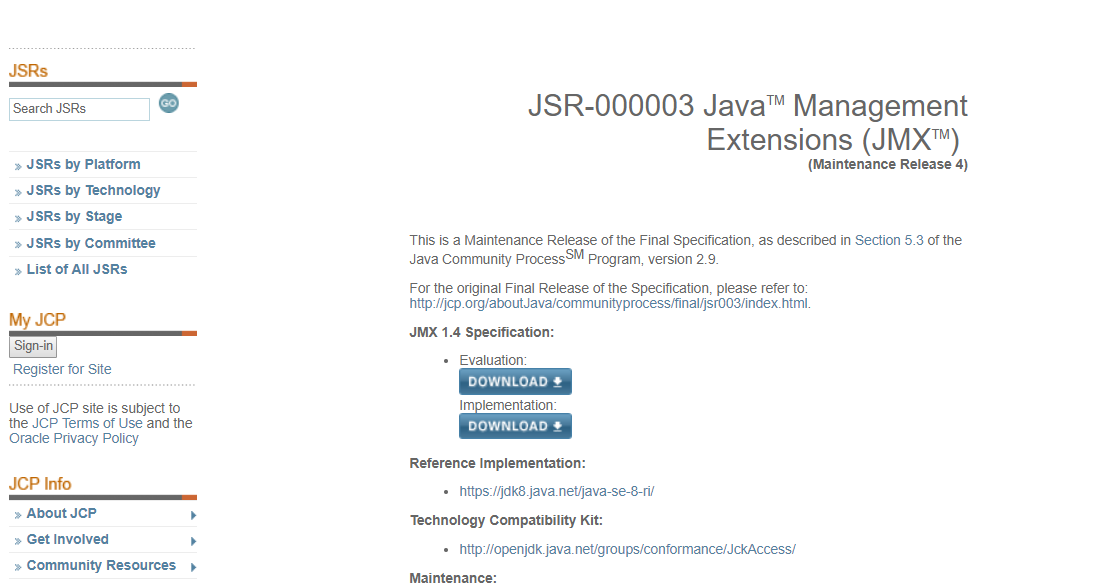 JSRs
Search JSRs
GO
» JSRs by Platform
» JSRs by Technology
» JSRs by Stage
» JSRs by Committee
» List of All JSRs
My JCP
Sign-in
Register for Site
Use of JCP site is subject to
the JCP Terms of Use and the
Oracle Privacy Policy
JCP Info
» About JCP
» Get Involved
» Community Resources
JSR-000003 Java™ Management
Extensions (JMX™)
(Maintenance Release 4)
This is a Maintenance Release of the Final Specification, as described in Section 5.3 of the
Java Community Process℠ Program, version 2.9.
For the original Final Release of the Specification, please refer to:
http://jcp.org/aboutJava/communityprocess/final/jsr003/index.html.
JMX 1.4 Specification:
• Evaluation:
DOWNLOAD
Implementation:
DOWNLOAD
Reference Implementation:
• https://jdk8.java.net/java-se-8-ri/
Technology Compatibility Kit:
• http://openjdk.java.net/groups/conformance/JckAccess/
Maintenance: